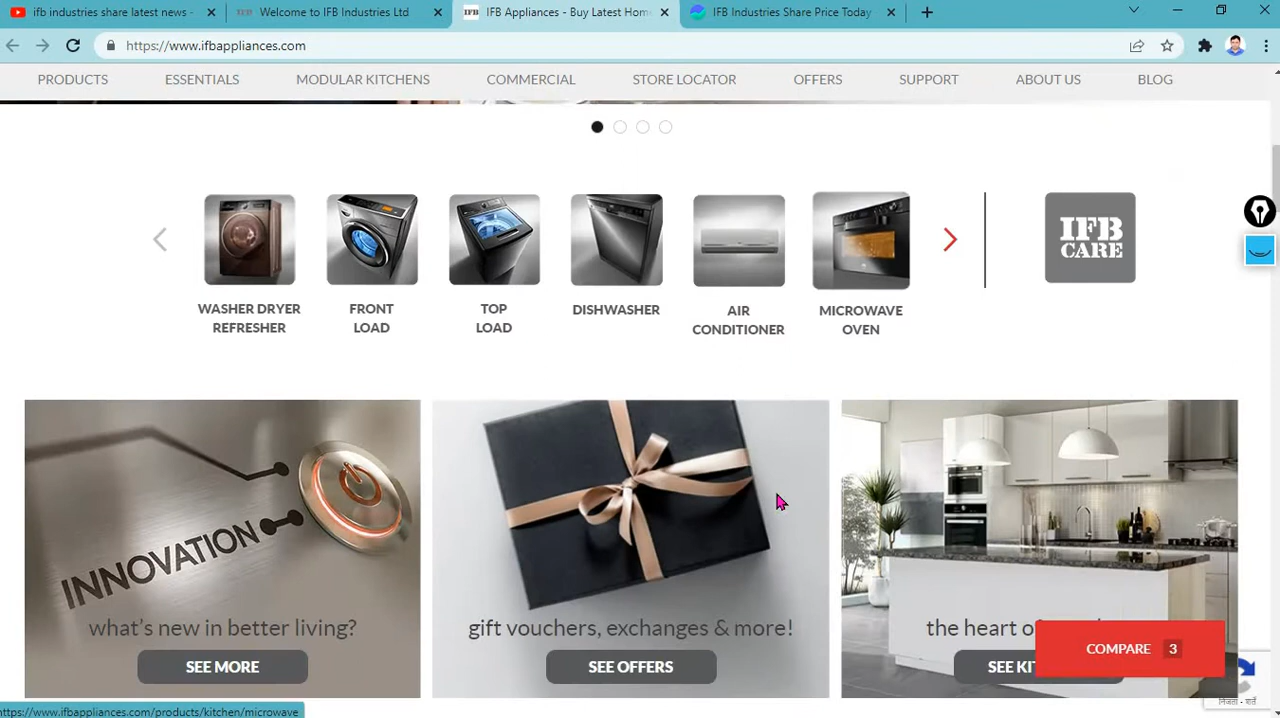 ifb industries share latest news -
Welcome to IFB Industries Ltd
IFB Appliances - Buy Latest Hom
IFB Industries Share Price Today
https://www.ifbappliances.com
PRODUCTS
ESSENTIALS
MODULAR KITCHENS
COMMERCIAL
STORE LOCATOR
OFFERS
SUPPORT
ABOUT US
BLOG
WASHER DRYER
REFRESHER
FRONT
LOAD
TOP
LOAD
DISHWASHER
AIR
CONDITIONER
MICROWAVE
OVEN
IFB
CARE
INNOVATION
what's new in better living?
SEE MORE
gift vouchers, exchanges & more!
SEE OFFERS
the heart o
SEE KI
COMPARE 3
https://www.ifbappliances.com/products/kitchen/microwave